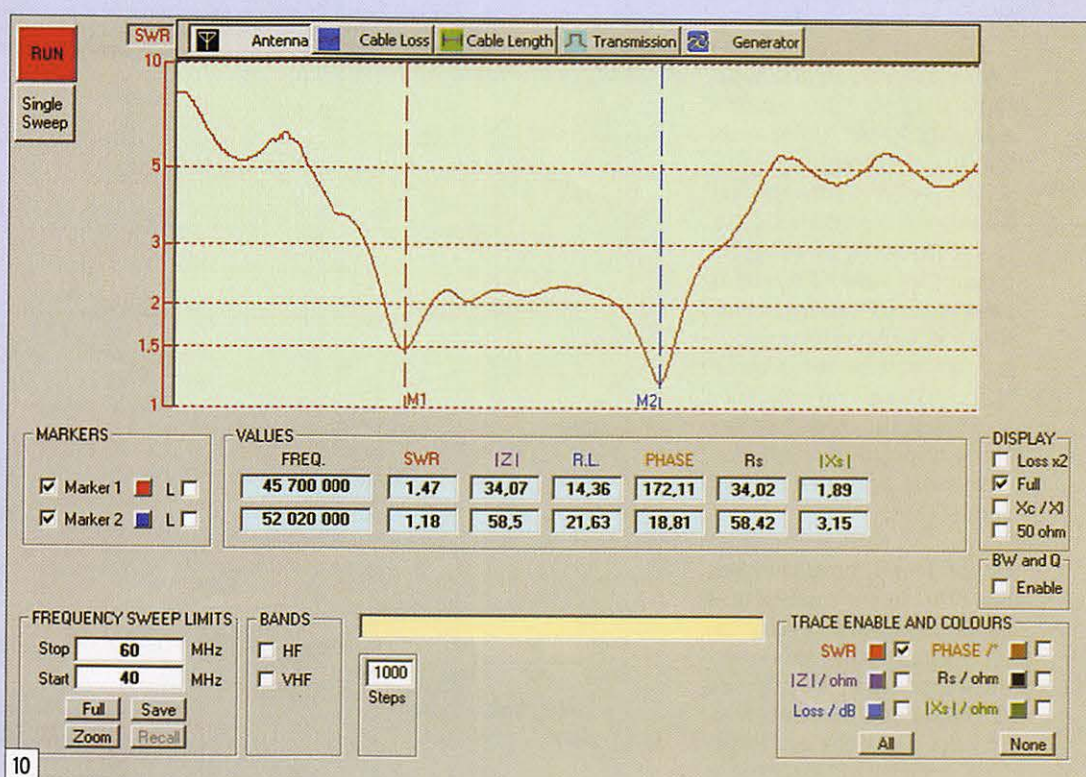 RUN
Single
Sweep
SWR
Antenna
Cable Loss
Cable Length
Transmission
Generator
10
5
3
2
1.5
1
M1
M2
MARKERS
Marker 1
L
Marker 2
L
VALUES
FREQ.
SWR
|Z|
R.L.
PHASE
Rs
|Xs|
45 700 000
1,47
34,07
14,36
172,11
34,02
1,89
52 020 000
1,18
58,5
21,63
18,81
58,42
3,15
DISPLAY
Loss x2
Full
Xc / Xl
50 ohm
BW and Q
Enable
FREQUENCY SWEEP LIMITS
Stop
60
MHz
Start
40
MHz
Full
Save
Zoom
Recall
BANDS
HF
VHF
1000
Steps
TRACE ENABLE AND COLOURS
SWR
PHASE /°
|Z| / ohm
Rs / ohm
Loss / dB
|Xs| / ohm
All
None
10